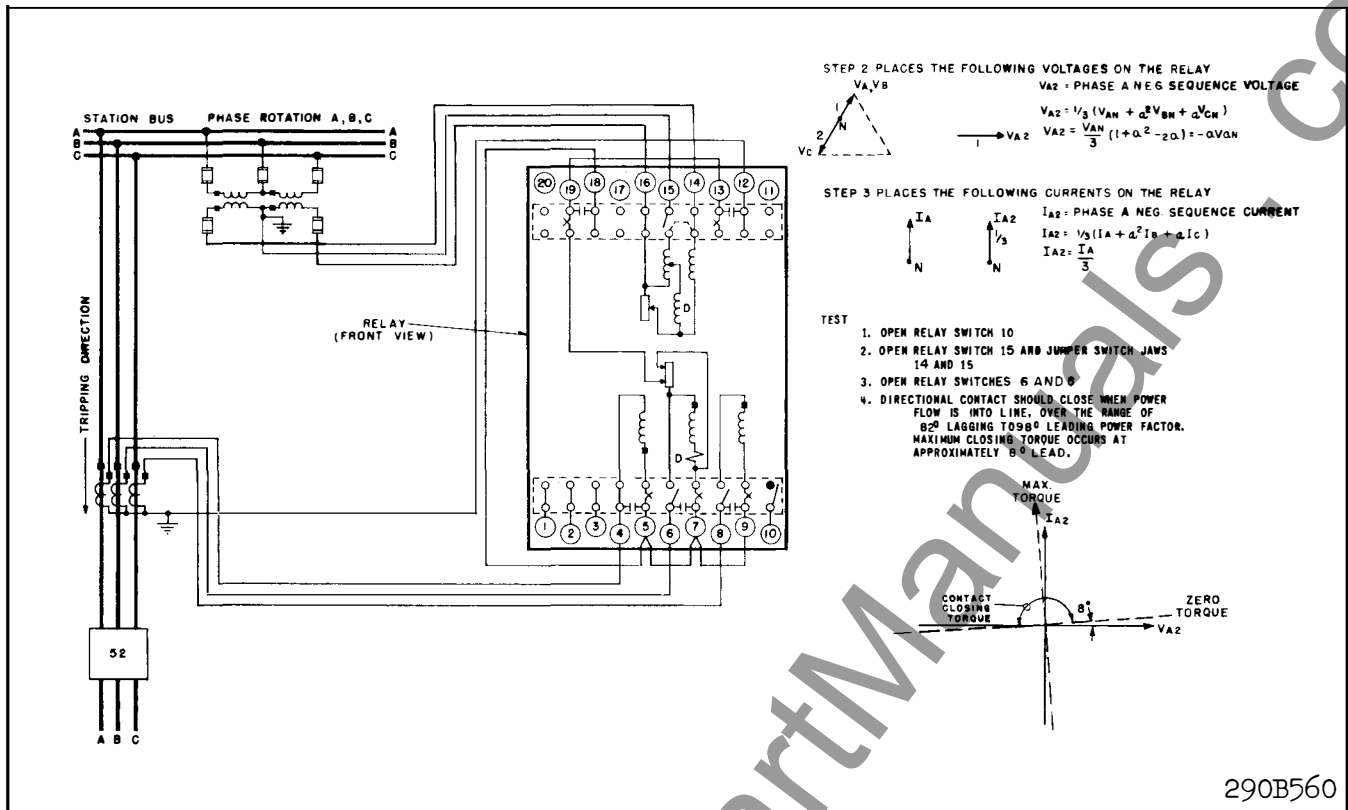 STATION BUS PHASE ROTATION A, B, C
A A
B B
C C
TRIPPING DIRECTION
52
A B C
RELAY
(FRONT VIEW)
20 19 18 17 16 15 14 13 12 11
D
D
1 2 3 4 5 6 7 8 9 10
STEP 2 PLACES THE FOLLOWING VOLTAGES ON THE RELAY
VA, VB
1
N
2
VC
1
VA2
VA2 = PHASE A NEG SEQUENCE VOLTAGE
VA2 = 1/3 (VAN + a²VBN + aVCN)
VA2 = VAN/3 (1 + a² - 2a) = -aVAN
STEP 3 PLACES THE FOLLOWING CURRENTS ON THE RELAY
IA
N
IA2
1/3
N
IA2 = PHASE A NEG. SEQUENCE CURRENT
IA2 = 1/3 (IA + a²IB + aIC)
IA2 = IA/3
TEST
1. OPEN RELAY SWITCH 10
2. OPEN RELAY SWITCH 15 AND JUMPER SWITCH JAWS
14 AND 15
3. OPEN RELAY SWITCHES 6 AND 8
4. DIRECTIONAL CONTACT SHOULD CLOSE WHEN POWER
FLOW IS INTO LINE, OVER THE RANGE OF
82° LAGGING TO 98° LEADING POWER FACTOR.
MAXIMUM CLOSING TORQUE OCCURS AT
APPROXIMATELY 8° LEAD.
MAX.
TORQUE
IA2
CONTACT
CLOSING
TORQUE
8°
ZERO
TORQUE
VA2
290B560